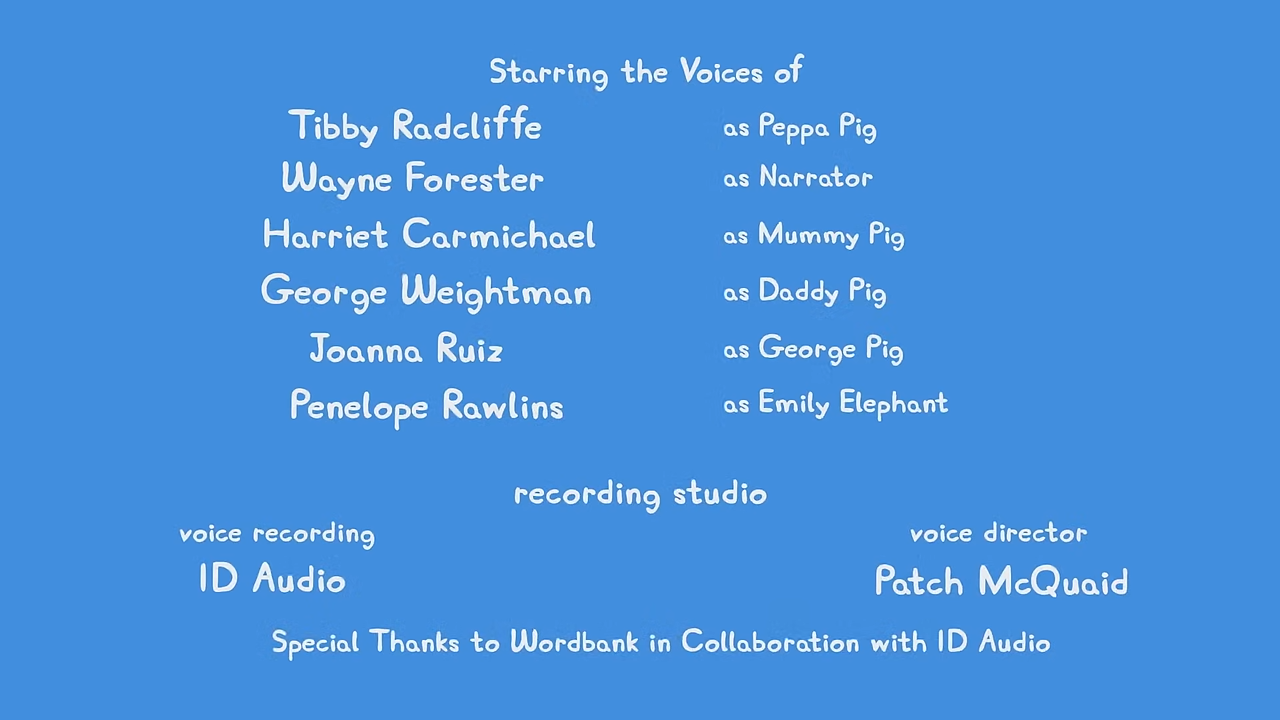 Starring the Voices of
Tibby Radcliffe as Peppa Pig
Wayne Forester as Narrator
Harriet Carmichael as Mummy Pig
George Weightman as Daddy Pig
Joanna Ruiz as George Pig
Penelope Rawlins as Emily Elephant
recording studio
voice recording voice director
ID Audio Patch McQuaid
Special Thanks to Wordbank in Collaboration with ID Audio